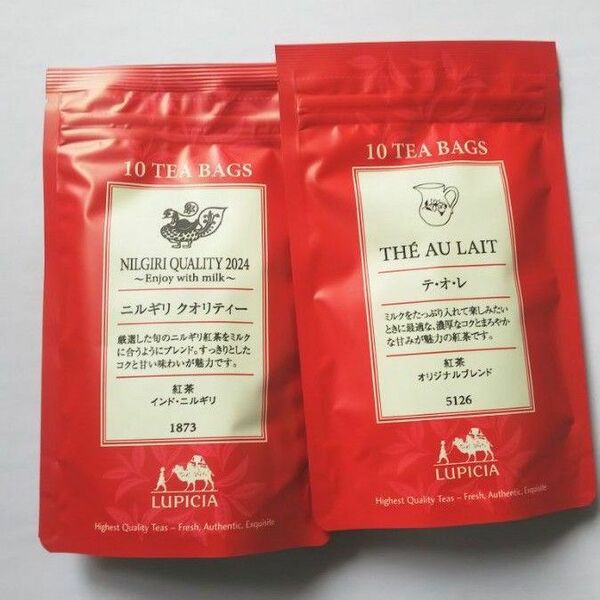 10 TEA BAGS
NILGIRI QUALITY 2024
~Enjoy with milk~
ニルギリ クオリティー
厳選した旬のニルギリ紅茶をミルク
に合うようにブレンド。すっきりとした
コクと甘い味わいが魅力です。
紅茶
インド・ニルギリ
1873
LUPICIA
Highest Quality Teas – Fresh, Authentic, Exquisite
10 TEA BAGS
THÉ AU LAIT
テ・オ・レ
ミルクをたっぷり入れて楽しみたい
ときに最適な、濃厚なコクとまろやか
な甘みが魅力の紅茶です。
紅茶
オリジナルブレンド
5126
LUPICIA
Highest Quality Teas – Fresh, Authentic, Exquisite